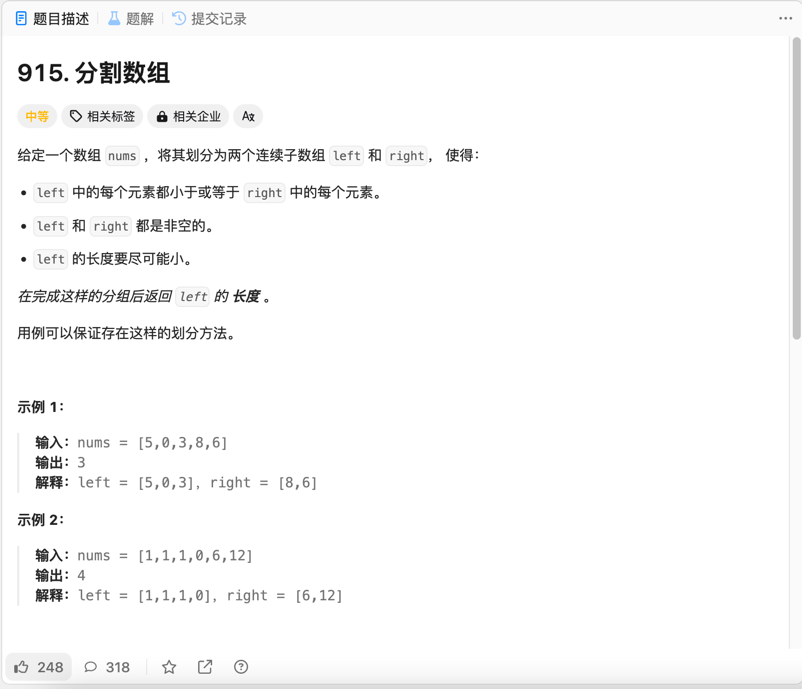 题目描述 题解 提交记录
915. 分割数组
中等 相关标签 相关企业 Aあ
给定一个数组 nums ，将其划分为两个连续子数组 left 和 right， 使得：
• left 中的每个元素都小于或等于 right 中的每个元素。
• left 和 right 都是非空的。
• left 的长度要尽可能小。
在完成这样的分组后返回 left 的 长度 。
用例可以保证存在这样的划分方法。
示例 1：
输入：nums = [5,0,3,8,6]
输出：3
解释：left = [5,0,3]，right = [8,6]
示例 2：
输入：nums = [1,1,1,0,6,12]
输出：4
解释：left = [1,1,1,0]，right = [6,12]
248 318